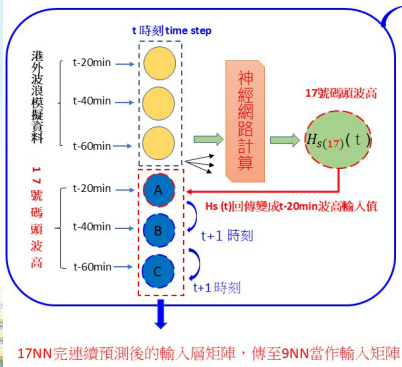 t 時刻 time step
港外波浪模擬資料
t-20min
t-40min
t-60min
神經網路計算
17號碼頭波高
Hs(17)(t)
17號碼頭波高
t-20min
t-40min
t-60min
A
B
C
Hs (t)回傳變成t-20min波高輸入值
t+1 時刻
t+1 時刻
17NN完連續預測後的輸入層矩陣，傳至9NN當作輸入矩陣